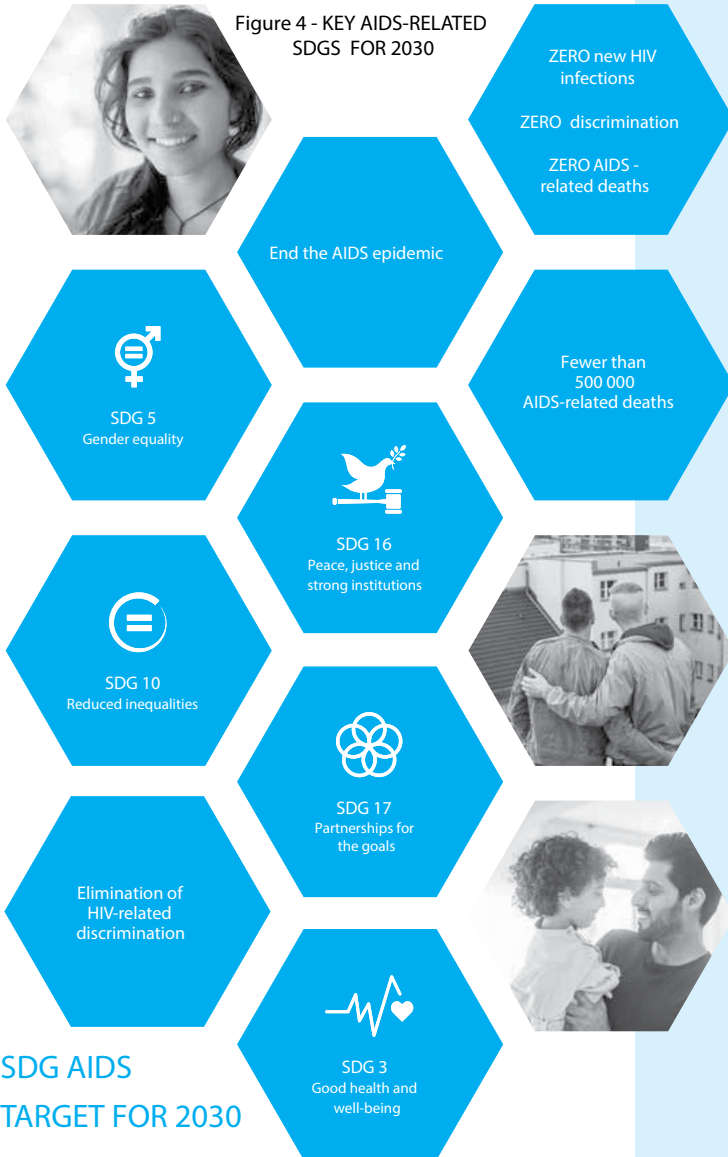 Figure 4 - KEY AIDS-RELATED
SDGS FOR 2030
ZERO new HIV
infections
ZERO discrimination
ZERO AIDS -
related deaths
End the AIDS epidemic
SDG 5
Gender equality
Fewer than
500 000
AIDS-related deaths
SDG 16
Peace, justice and
strong institutions
SDG 10
Reduced inequalities
SDG 17
Partnerships for
the goals
Elimination of
HIV-related
discrimination
SDG 3
Good health and
well-being
SDG AIDS
TARGET FOR 2030